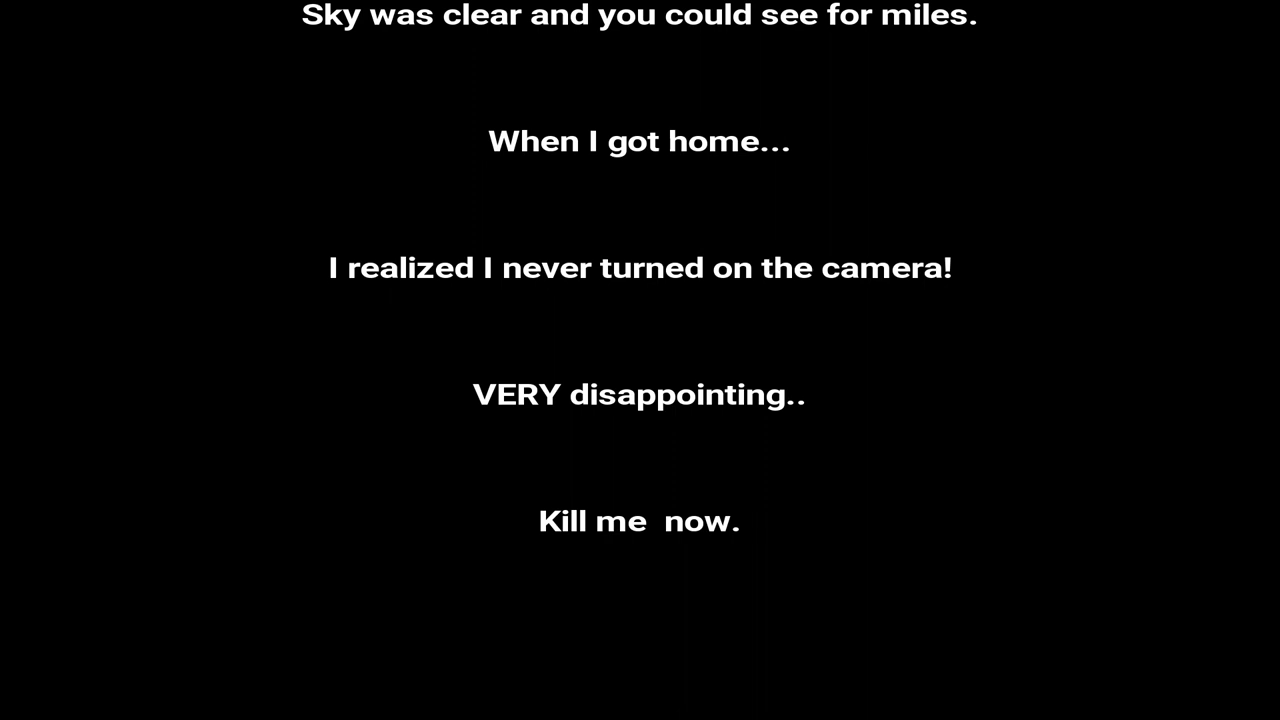 Sky was clear and you could see for miles.
When I got home...
I realized I never turned on the camera!
VERY disappointing..
Kill me  now.